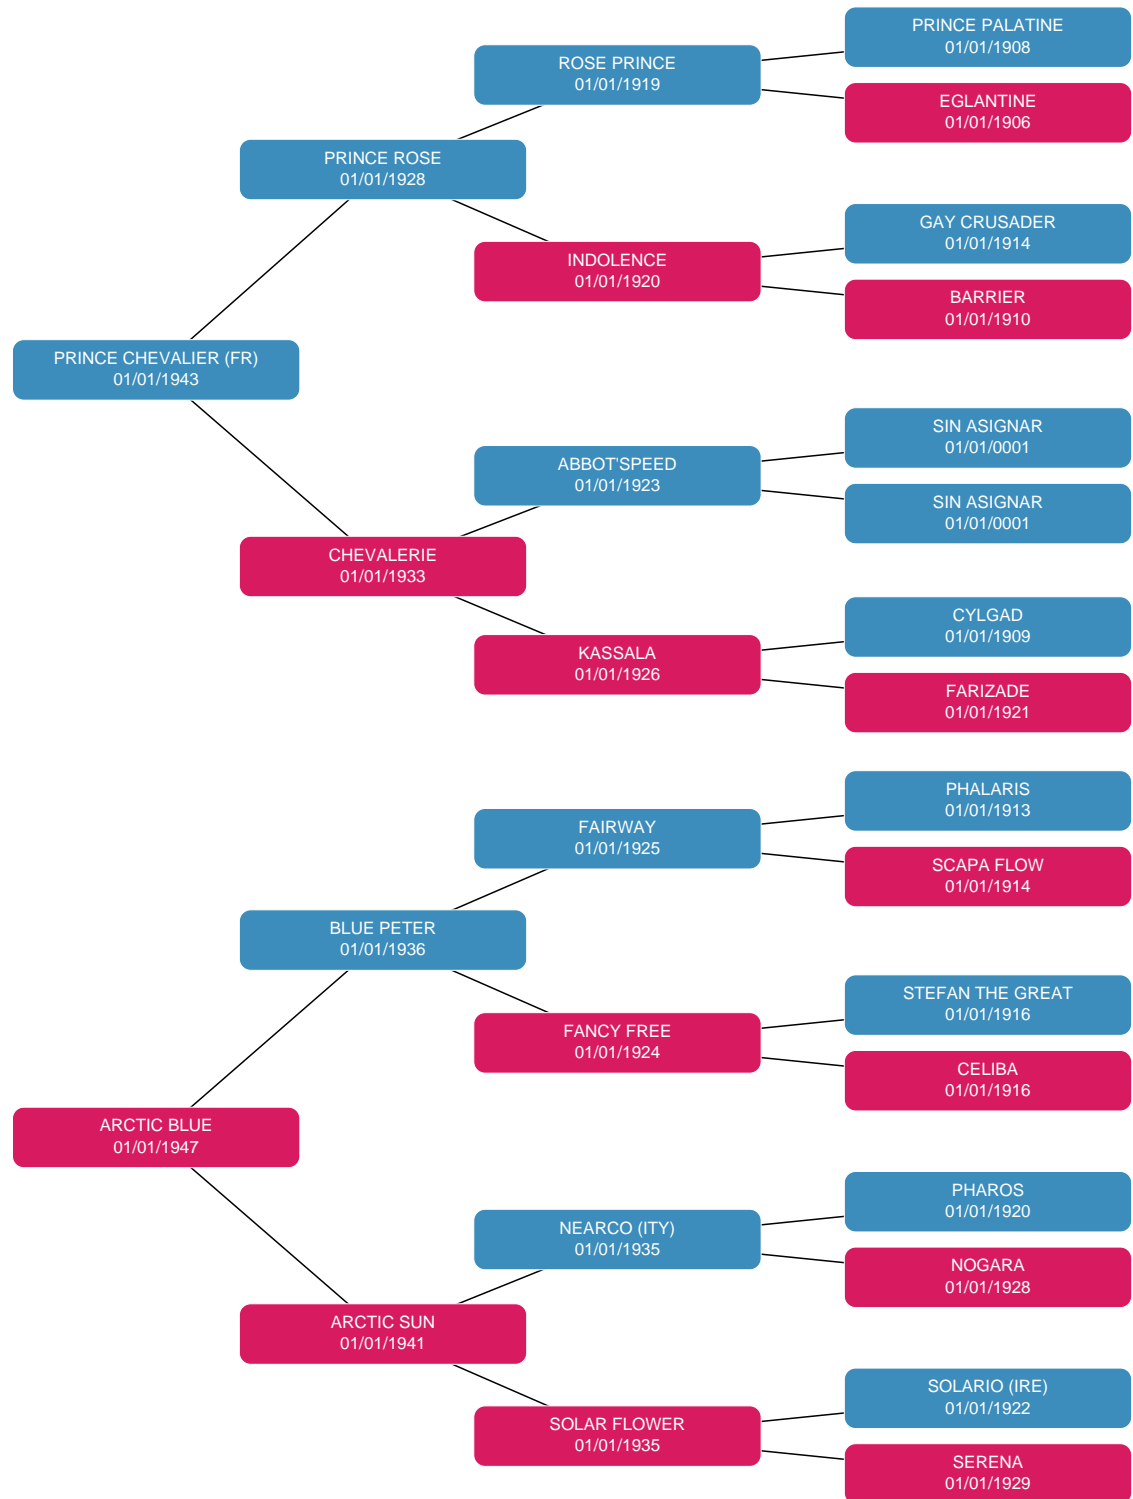 PRINCE PALATINE
01/01/1908
ROSE PRINCE
01/01/1919
EGLANTINE
01/01/1906
PRINCE ROSE
01/01/1928
GAY CRUSADER
01/01/1914
INDOLENCE
01/01/1920
BARRIER
01/01/1910
PRINCE CHEVALIER (FR)
01/01/1943
SIN ASIGNAR
01/01/0001
ABBOT'SPEED
01/01/1923
SIN ASIGNAR
01/01/0001
CHEVALERIE
01/01/1933
CYLGAD
01/01/1909
KASSALA
01/01/1926
FARIZADE
01/01/1921
PHALARIS
01/01/1913
FAIRWAY
01/01/1925
SCAPA FLOW
01/01/1914
BLUE PETER
01/01/1936
STEFAN THE GREAT
01/01/1916
FANCY FREE
01/01/1924
CELIBA
01/01/1916
ARCTIC BLUE
01/01/1947
PHAROS
01/01/1920
NEARCO (ITY)
01/01/1935
NOGARA
01/01/1928
ARCTIC SUN
01/01/1941
SOLARIO (IRE)
01/01/1922
SOLAR FLOWER
01/01/1935
SERENA
01/01/1929